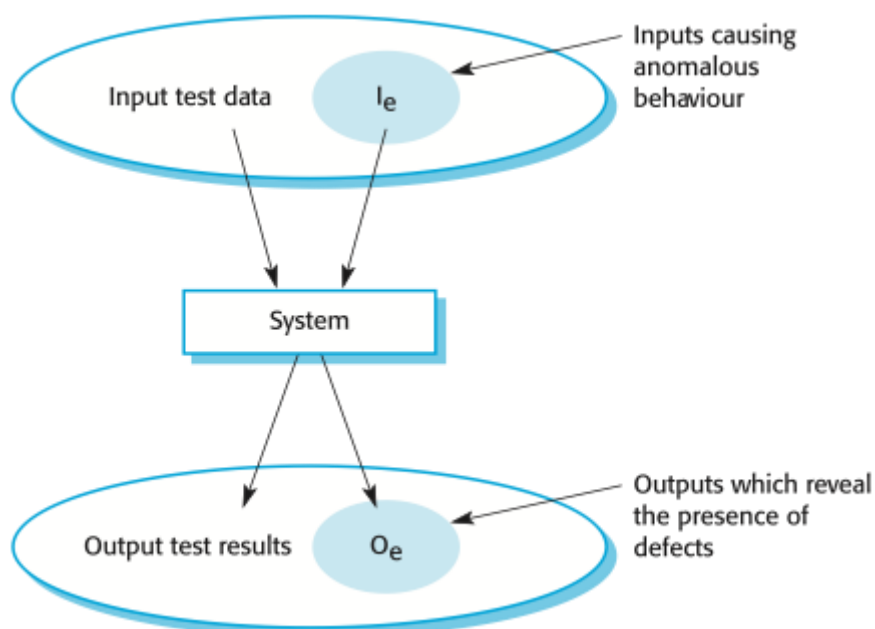 Inputs causing
anomalous
behaviour
Input test data
Ie
System
Outputs which reveal
the presence of
defects
Output test results
Oe